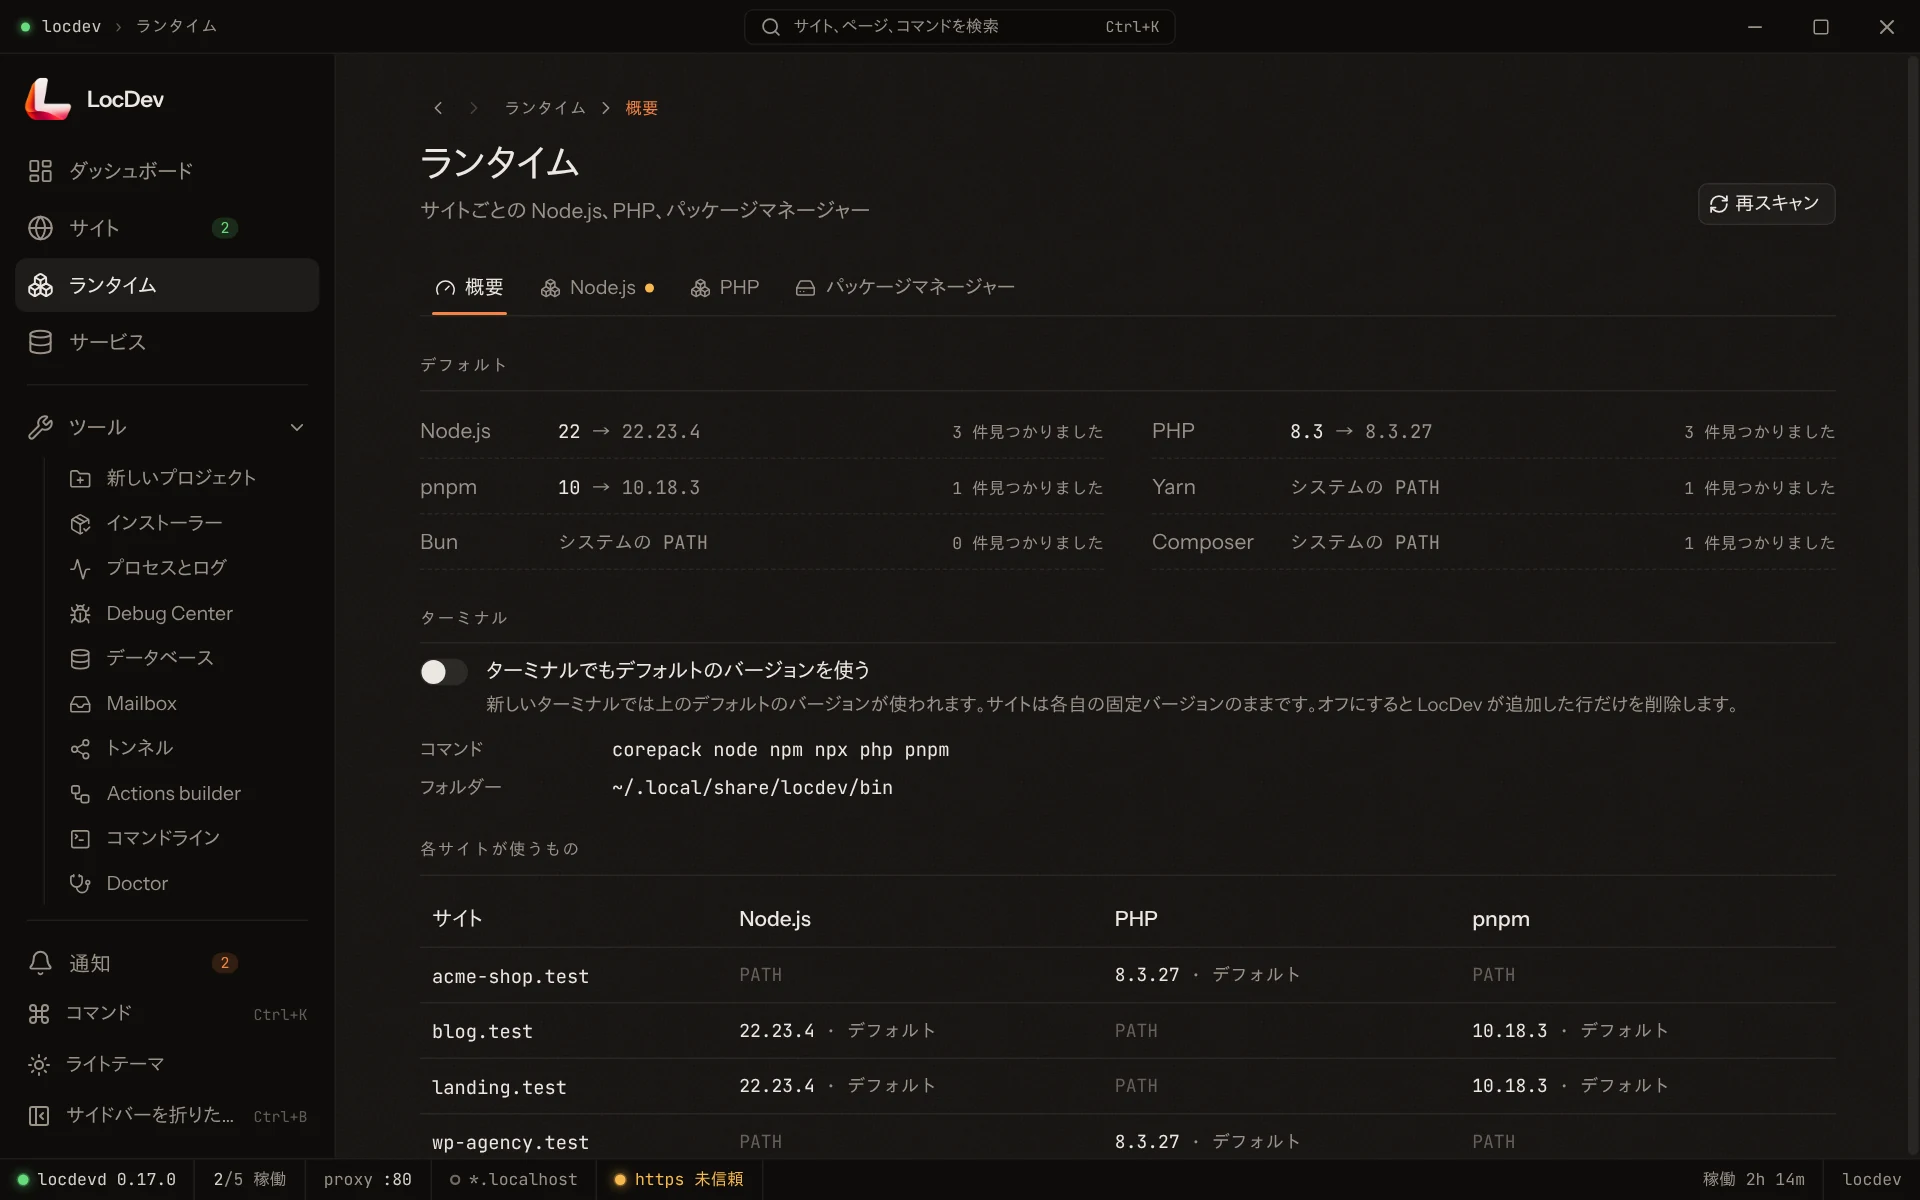 locdev › ランタイム
サイト、ページ、コマンドを検索 Ctrl+K
LocDev
ダッシュボード
サイト 2
ランタイム
サービス
ツール
新しいプロジェクト
インストーラー
プロセスとログ
Debug Center
データベース
Mailbox
トンネル
Actions builder
コマンドライン
Doctor
通知 2
コマンド Ctrl+K
ライトテーマ
サイドバーを折りた... Ctrl+B
ランタイム > 概要
ランタイム
サイトごとの Node.js、PHP、パッケージマネージャー
再スキャン
概要 Node.js PHP パッケージマネージャー
デフォルト
Node.js 22 → 22.23.4 3 件見つかりました
PHP 8.3 → 8.3.27 3 件見つかりました
pnpm 10 → 10.18.3 1 件見つかりました
Yarn システムの PATH 1 件見つかりました
Bun システムの PATH 0 件見つかりました
Composer システムの PATH 1 件見つかりました
ターミナル
ターミナルでもデフォルトのバージョンを使う
新しいターミナルでは上のデフォルトのバージョンが使われます。サイトは各自の固定バージョンのままです。オフにすると LocDev が追加した行だけを削除します。
コマンド corepack node npm npx php pnpm
フォルダー ~/.local/share/locdev/bin
各サイトが使うもの
サイト Node.js PHP pnpm
acme-shop.test PATH 8.3.27 · デフォルト PATH
blog.test 22.23.4 · デフォルト PATH 10.18.3 · デフォルト
landing.test 22.23.4 · デフォルト PATH 10.18.3 · デフォルト
wp-agency.test PATH 8.3.27 · デフォルト PATH
locdevd 0.17.0 2/5 稼働 proxy :80 *.localhost https 未信頼 稼働 2h 14m locdev